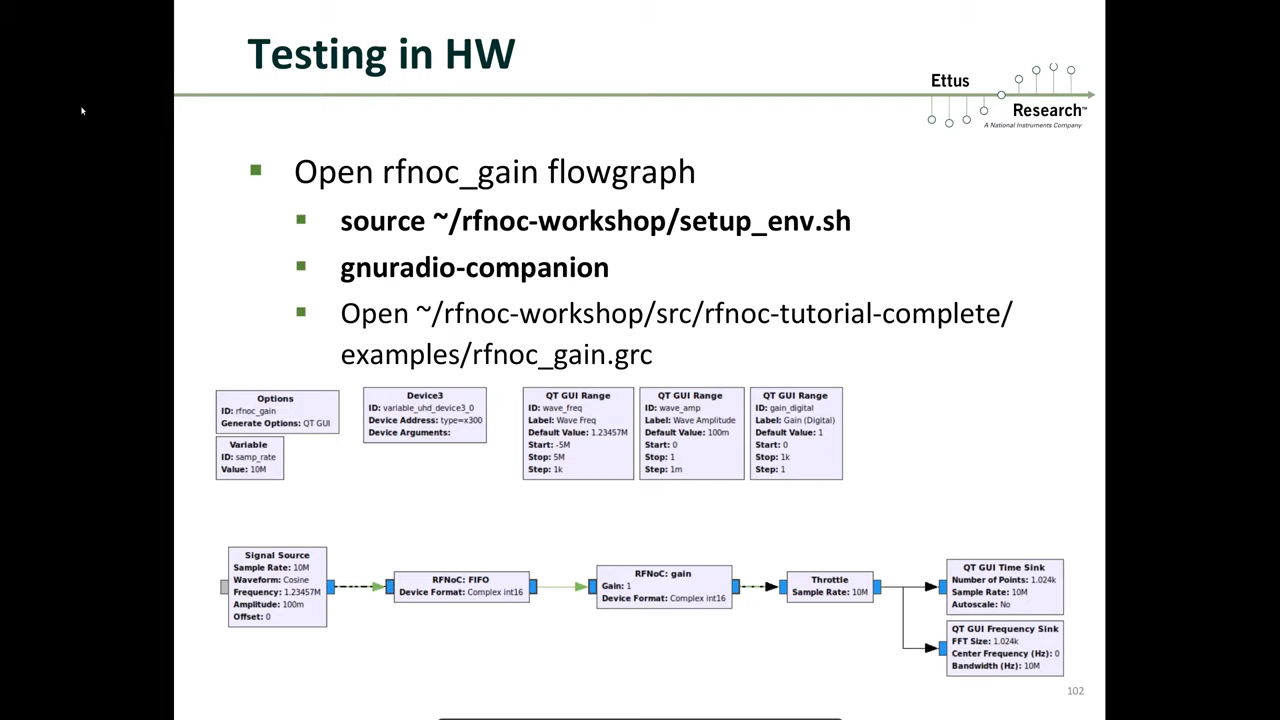 Testing in HW
Ettus
Research™
A National Instruments Company
Open rfnoc_gain flowgraph
source ~/rfnoc-workshop/setup_env.sh
gnuradio-companion
Open ~/rfnoc-workshop/src/rfnoc-tutorial-complete/
examples/rfnoc_gain.grc
Options
ID: rfnoc_gain
Generate Options: QT GUI
Variable
ID: samp_rate
Value: 10M
Device3
ID: variable_uhd_device3_0
Device Address: type=x300
Device Arguments:
QT GUI Range
ID: wave_freq
Label: Wave Freq
Default Value: 1.23457M
Start: -5M
Stop: 5M
Step: 1k
QT GUI Range
ID: wave_amp
Label: Wave Amplitude
Default Value: 100m
Start: 0
Stop: 1
Step: 1m
QT GUI Range
ID: gain_digital
Label: Gain (Digital)
Default Value: 1
Start: 0
Stop: 1k
Step: 1
Signal Source
Sample Rate: 10M
Waveform: Cosine
Frequency: 1.23457M
Amplitude: 100m
Offset: 0
RFNoC: FIFO
Device Format: Complex int16
RFNoC: gain
Gain: 1
Device Format: Complex int16
Throttle
Sample Rate: 10M
QT GUI Time Sink
Number of Points: 1.024k
Sample Rate: 10M
Autoscale: No
QT GUI Frequency Sink
FFT Size: 1.024k
Center Frequency (Hz): 0
Bandwidth (Hz): 10M
102